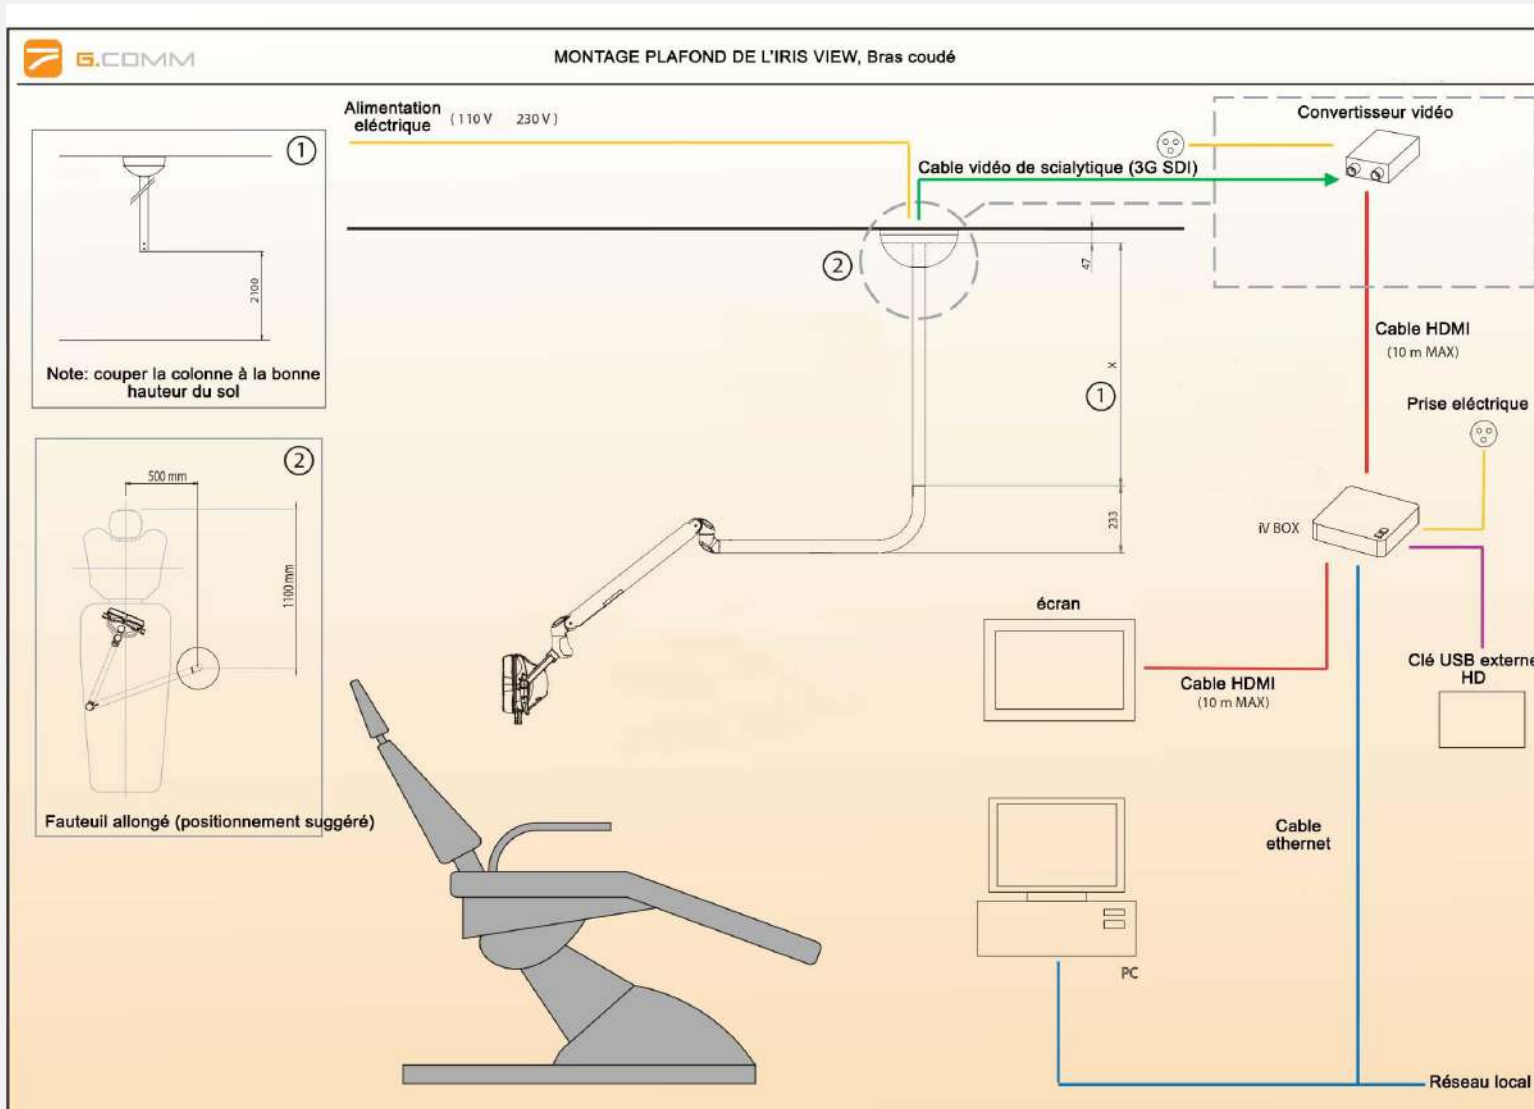 G.COMM
MONTAGE PLAFOND DE L'IRIS VIEW, Bras coudé
Alimentation
eléctrique
( 110 V 230 V )
Convertisseur vidéo
Cable vidéo de scialytique (3G SDI)
1
2100
Note: couper la colonne à la bonne
hauteur du sol
2
47
X
1
233
Cable HDMI
(10 m MAX)
Prise eléctrique
iV BOX
2
500 mm
1100 mm
Fauteuil allongé (positionnement suggéré)
écran
Cable HDMI
(10 m MAX)
Clé USB externe
HD
Cable
ethernet
PC
Réseau local